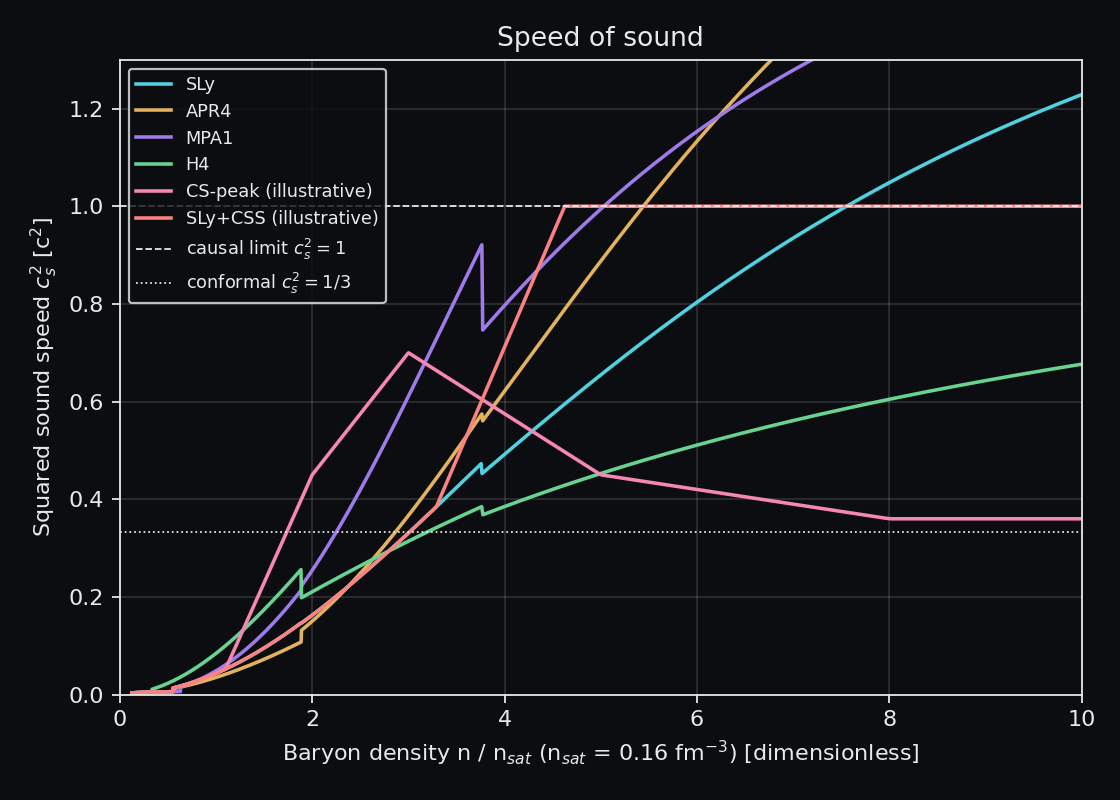 Speed of sound
SLy
APR4
MPA1
H4
CS-peak (illustrative)
SLy+CSS (illustrative)
causal limit $c_s^2 = 1$
conformal $c_s^2 = 1/3$
Squared sound speed $c_s^2$ [c$^2$]
1.2
1.0
0.8
0.6
0.4
0.2
0.0
0 2 4 6 8 10
Baryon density n / n$_{sat}$ (n$_{sat}$ = 0.16 fm$^{-3}$) [dimensionless]